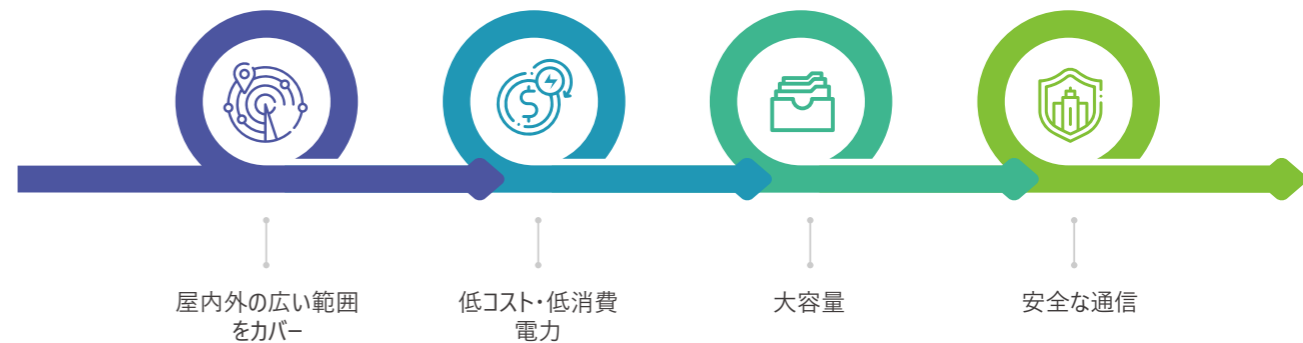 屋内外の広い範囲
をカバー
低コスト・低消費
電力
大容量
安全な通信